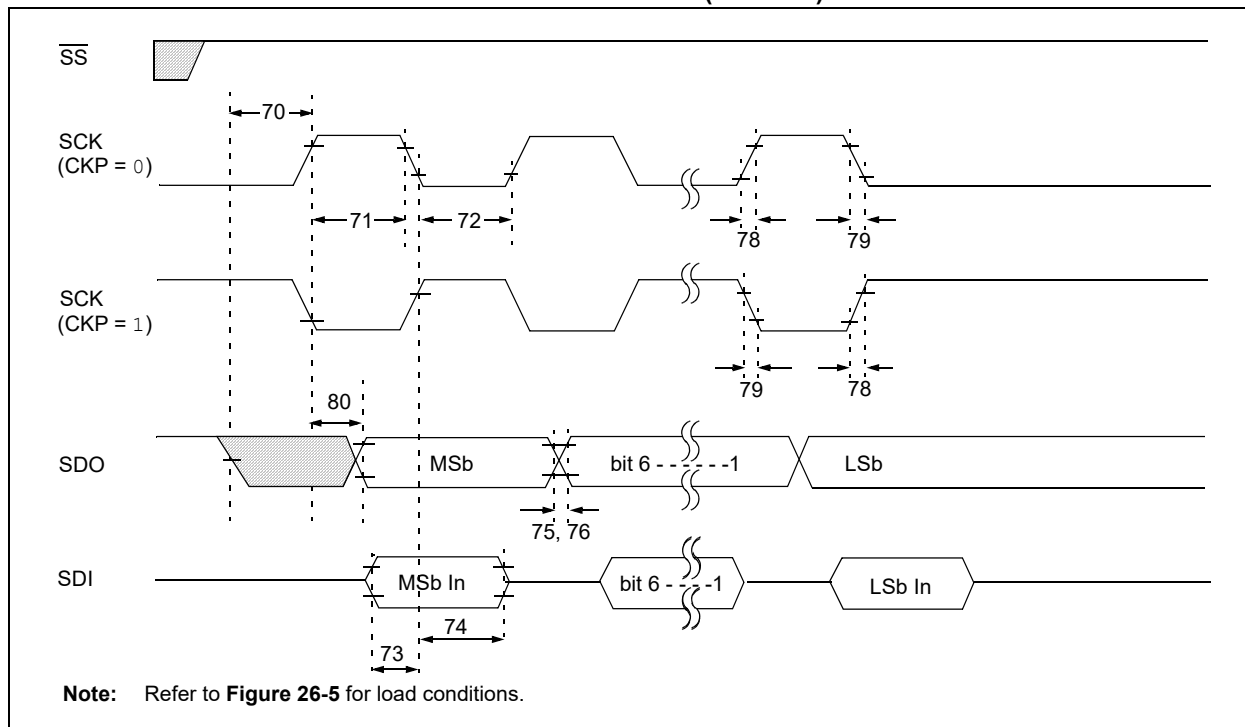 SS
70
SCK
(CKP = 0)
71
72
78
79
SCK
(CKP = 1)
79
78
80
SDO
MSb
bit 6 - - - - - -1
LSb
75, 76
SDI
MSb In
bit 6 - - - - -1
LSb In
74
73
Note: Refer to Figure 26-5 for load conditions.